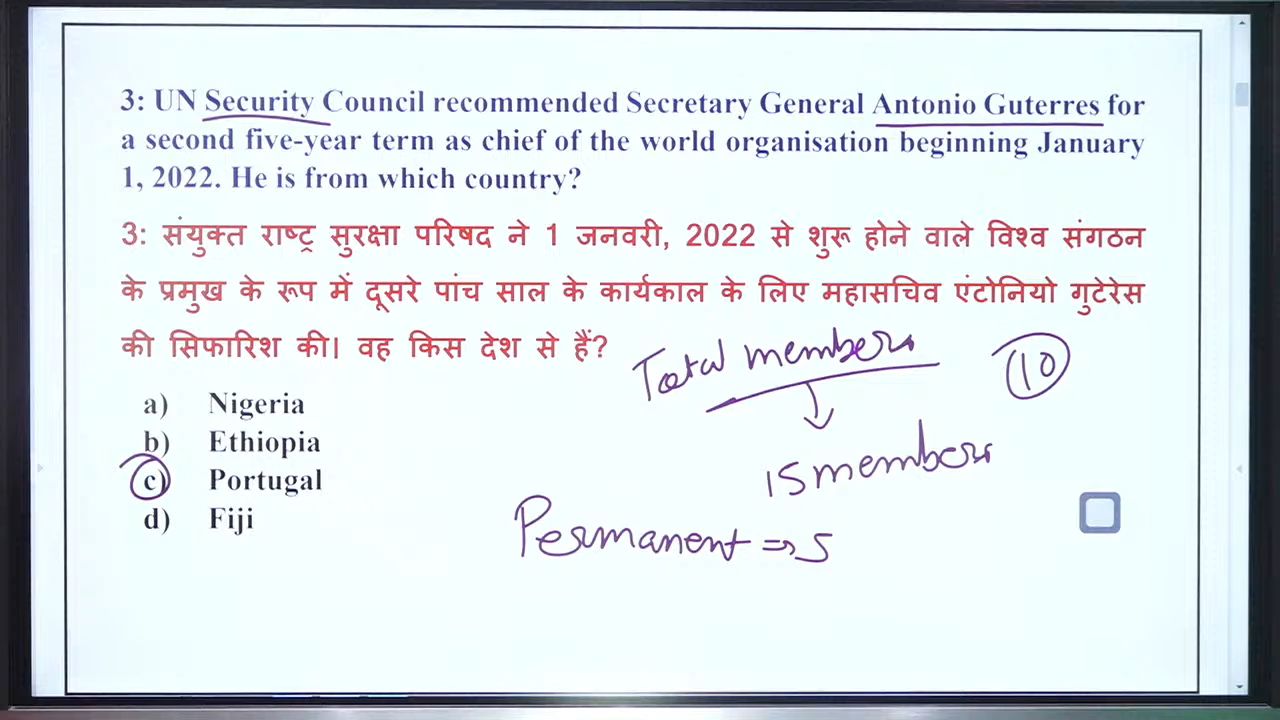 3: UN Security Council recommended Secretary General Antonio Guterres for
a second five-year term as chief of the world organisation beginning January
1, 2022. He is from which country?
3: संयुक्त राष्ट्र सुरक्षा परिषद ने 1 जनवरी, 2022 से शुरू होने वाले विश्व संगठन
के प्रमुख के रूप में दूसरे पांच साल के कार्यकाल के लिए महासचिव एंटोनियो गुटेरेस
की सिफारिश की। वह किस देश से हैं?
Total members
10
a) Nigeria
b) Ethiopia
c) Portugal
d) Fiji
15 members
Permanent => 5